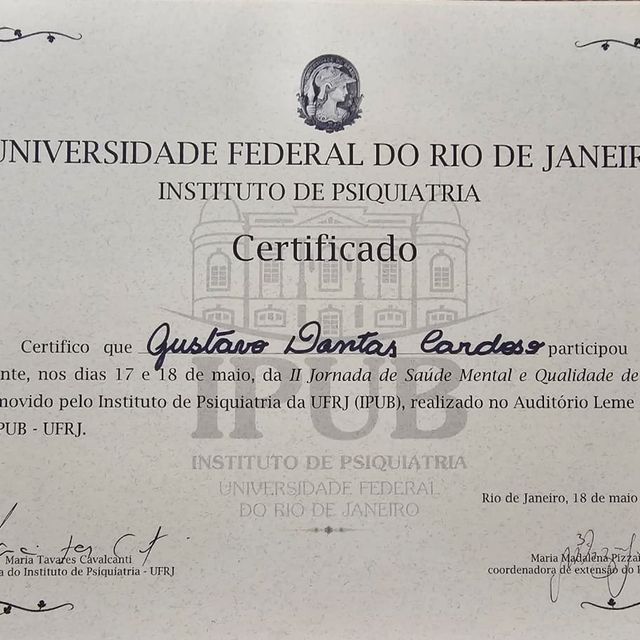 UNIVERSIDADE FEDERAL DO RIO DE JANEIR
INSTITUTO DE PSIQUIATRIA
Certificado
Certifico que Gustavo Dantas Cardoso participou
nte, nos dias 17 e 18 de maio, da II Jornada de Saúde Mental e Qualidade de
movido pelo Instituto de Psiquiatria da UFRJ (IPUB), realizado no Auditório Leme
PUB - UFRJ.
IPUB
INSTITUTO DE PSIQUIATRIA
UNIVERSIDADE FEDERAL
DO RIO DE JANEIRO
Rio de Janeiro, 18 de maio
Maria Tavares Cavalcanti
a do Instituto de Psiquiatria - UFRJ
Maria Madalena Pizza
coordenadora de extensão do